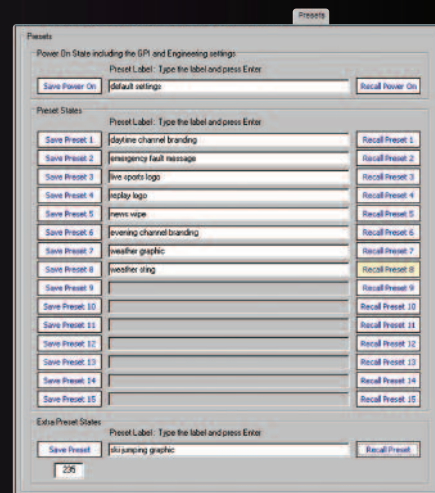 Presets
Presets
Power On State including the GPI and Engineering settings
Preset Label: Type the label and press Enter
Save Power On default settings Recall Power On
Preset States
Preset Label: Type the label and press Enter
Save Preset 1 daytime channel branding Recall Preset 1
Save Preset 2 emergency fault message Recall Preset 2
Save Preset 3 live sports logo Recall Preset 3
Save Preset 4 replay logo Recall Preset 4
Save Preset 5 news wipe Recall Preset 5
Save Preset 6 evening channel branding Recall Preset 6
Save Preset 7 weather graphic Recall Preset 7
Save Preset 8 weather sting Recall Preset 8
Save Preset 9 Recall Preset 9
Save Preset 10 Recall Preset 10
Save Preset 11 Recall Preset 11
Save Preset 12 Recall Preset 12
Save Preset 13 Recall Preset 13
Save Preset 14 Recall Preset 14
Save Preset 15 Recall Preset 15
Extra Preset States
Preset Label: Type the label and press Enter
Save Preset ski jumping graphic Recall Preset
235